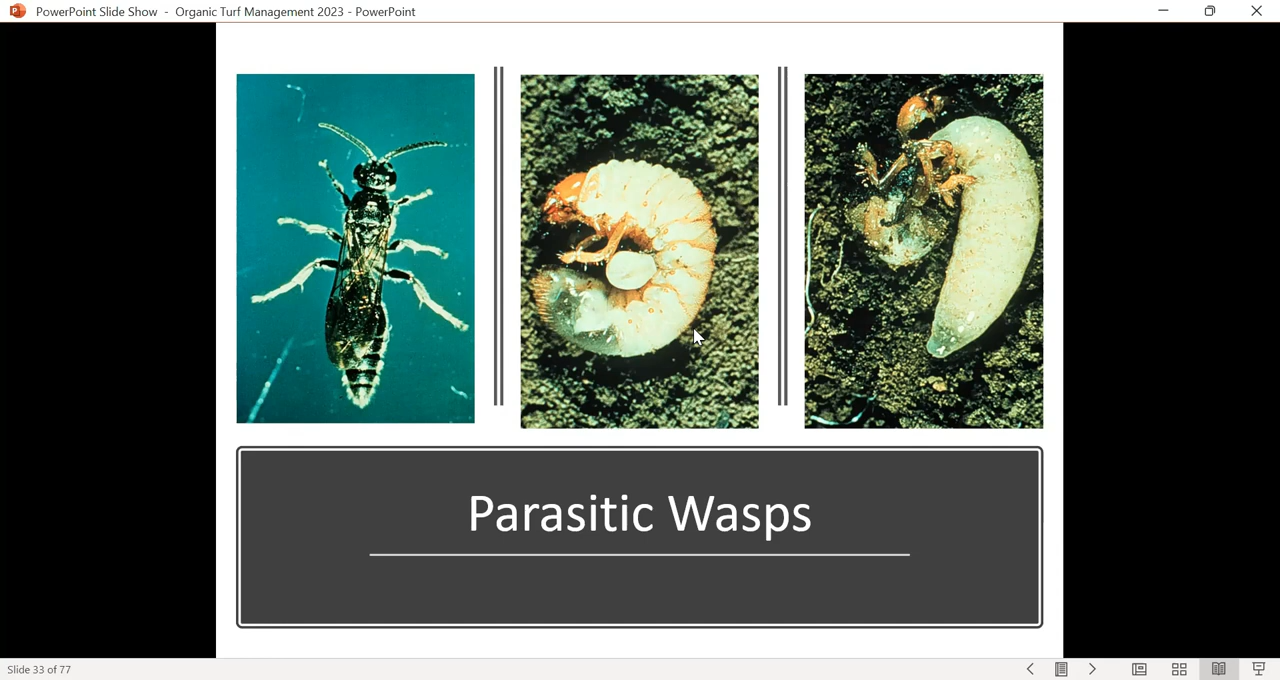 PowerPoint Slide Show - Organic Turf Management 2023 - PowerPoint
Parasitic Wasps
Slide 33 of 77